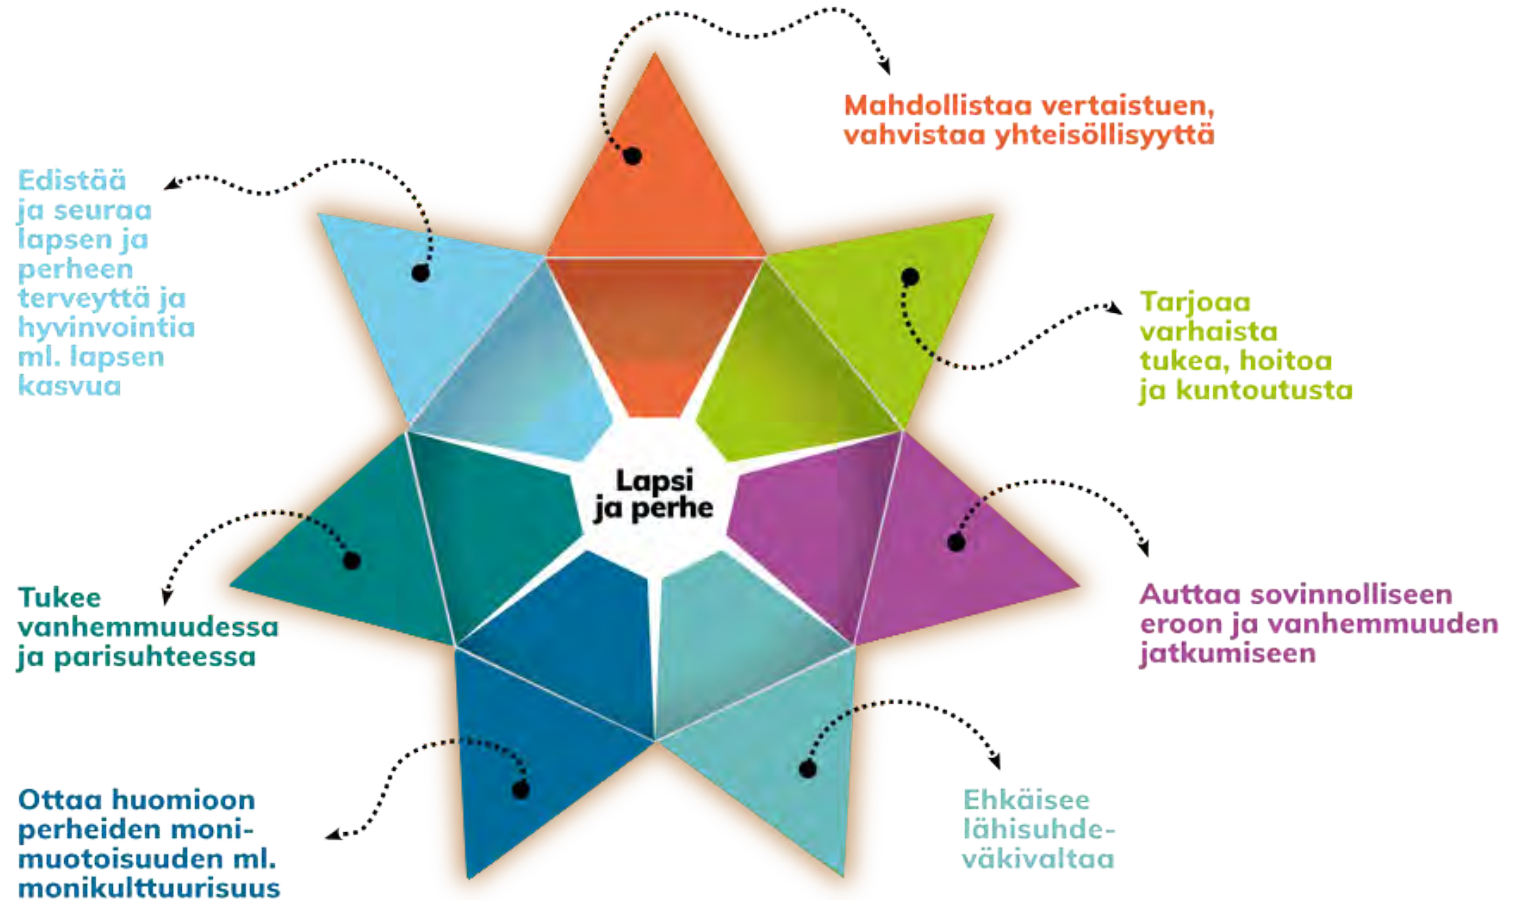 Mahdollistaa vertaistuen,
vahvistaa yhteisöllisyyttä
Edistää
ja seuraa
lapsen ja
perheen
terveyttä ja
hyvinvointia
ml. lapsen
kasvua
Tarjoaa
varhaista
tukea, hoitoa
ja kuntoutusta
Lapsi
ja perhe
Tukee
vanhemmuudessa
ja parisuhteessa
Auttaa sovinnolliseen
eroon ja vanhemmuuden
jatkumiseen
Ottaa huomioon
perheiden moni-
muotoisuuden ml.
monikulttuurisuus
Ehkäisee
lähisuhde-
väkivaltaa